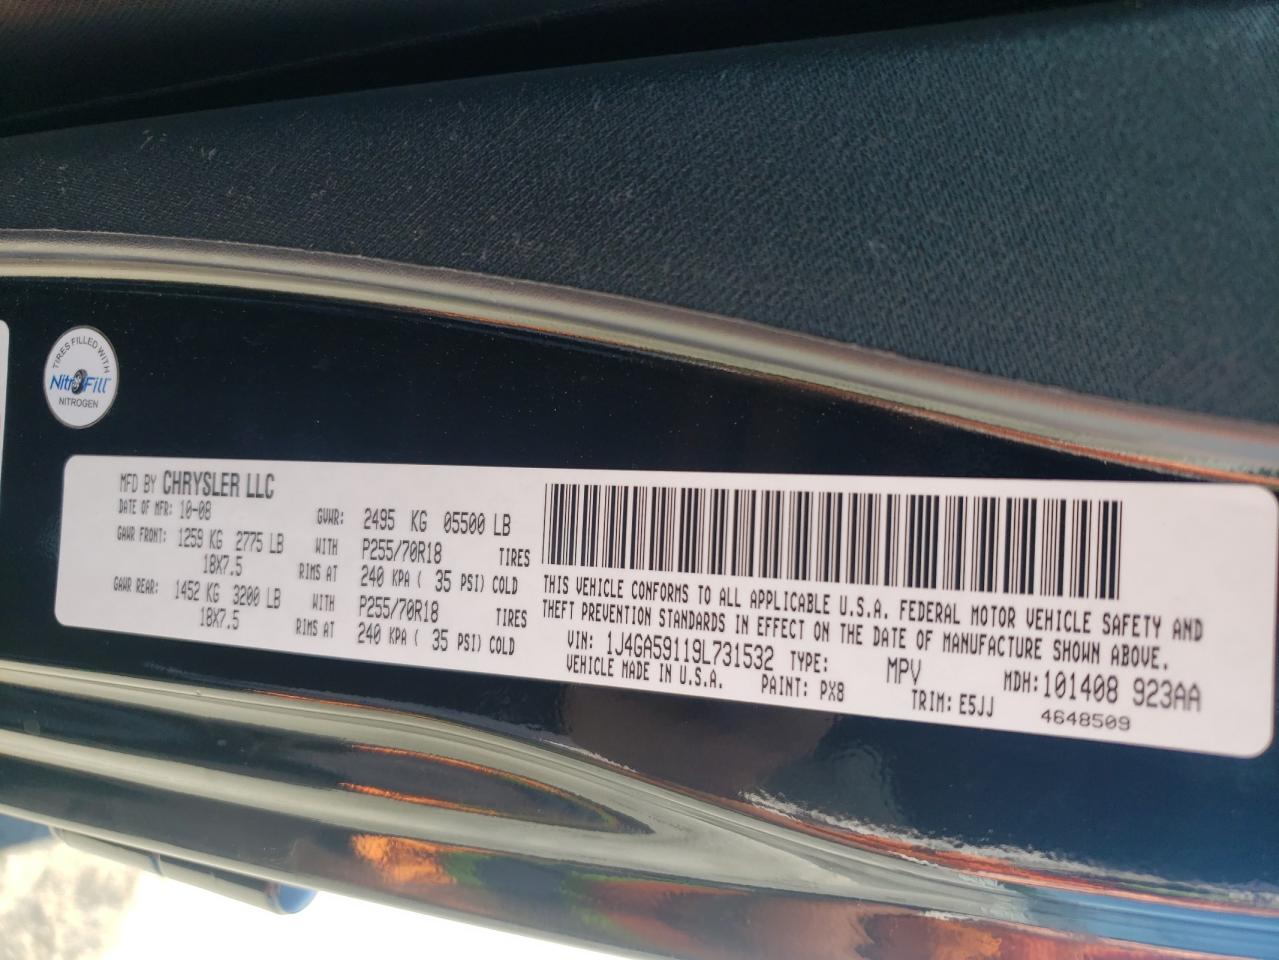 TIRES FILLED WITH
NitroFill
NITROGEN
MFD BY CHRYSLER LLC
DATE OF MFR: 10-08 GVWR: 2495 KG 05500 LB
GAWR FRONT: 1259 KG 2775 LB WITH P255/70R18 TIRES
18X7.5 RIMS AT 240 KPA ( 35 PSI) COLD
GAWR REAR: 1452 KG 3200 LB WITH P255/70R18 TIRES
18X7.5 RIMS AT 240 KPA ( 35 PSI) COLD
THIS VEHICLE CONFORMS TO ALL APPLICABLE U.S.A. FEDERAL MOTOR VEHICLE SAFETY AND
THEFT PREVENTION STANDARDS IN EFFECT ON THE DATE OF MANUFACTURE SHOWN ABOVE.
VIN: 1J4GA59119L731532 TYPE: MPV MDH:101408 923AA
VEHICLE MADE IN U.S.A. PAINT: PX8 TRIM: E5JJ 4648509